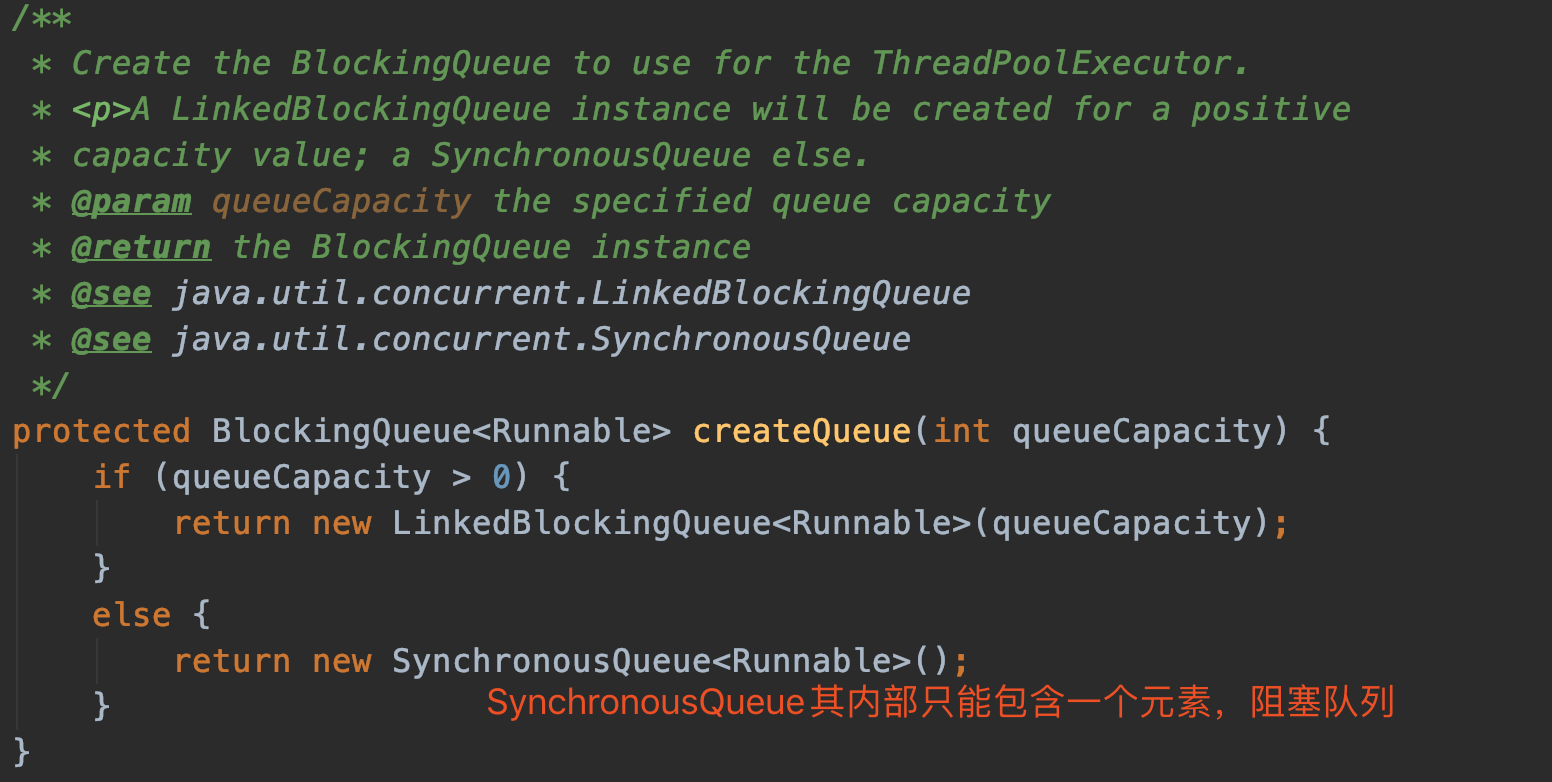 /**
 * Create the BlockingQueue to use for the ThreadPoolExecutor.
 * <p>A LinkedBlockingQueue instance will be created for a positive
 * capacity value; a SynchronousQueue else.
 * @param queueCapacity the specified queue capacity
 * @return the BlockingQueue instance
 * @see java.util.concurrent.LinkedBlockingQueue
 * @see java.util.concurrent.SynchronousQueue
 */
protected BlockingQueue<Runnable> createQueue(int queueCapacity) {
    if (queueCapacity > 0) {
        return new LinkedBlockingQueue<Runnable>(queueCapacity);
    }
    else {
        return new SynchronousQueue<Runnable>();
    }
SynchronousQueue其内部只能包含一个元素，阻塞队列
}